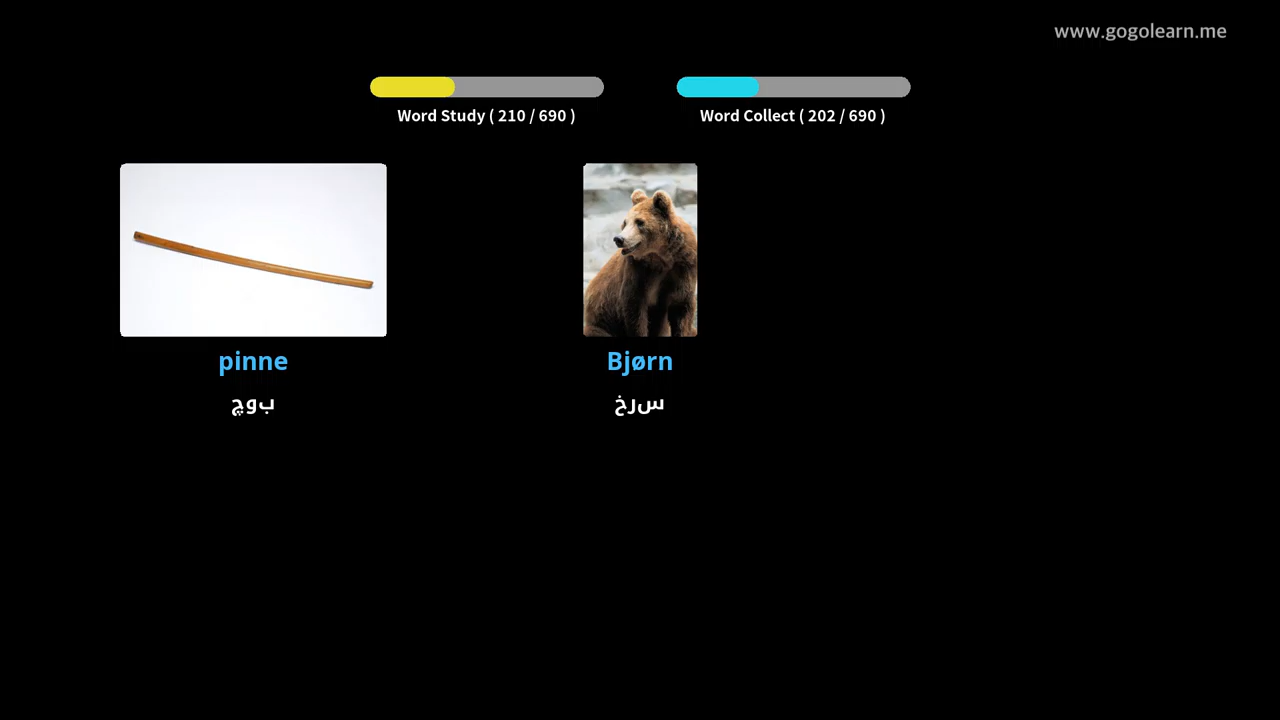 www.gogolearn.me
Word Study ( 210 / 690 )
Word Collect ( 202 / 690 )
pinne
بوچ
Bjørn
سرخ